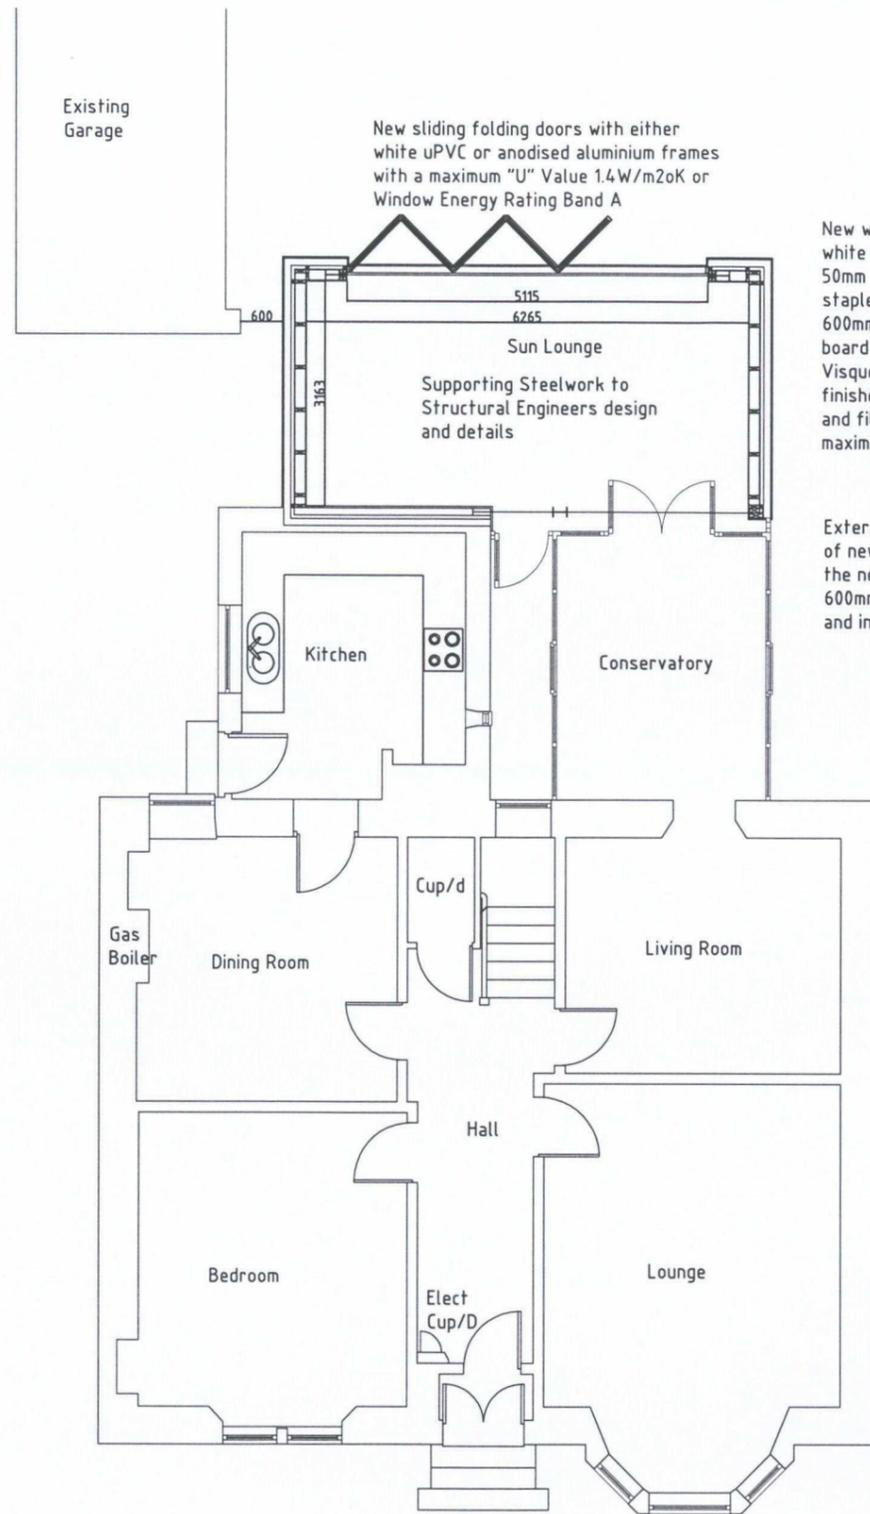 Existing
Garage
New sliding folding doors with either
white uPVC or anodised aluminium frames
with a maximum "U" Value 1.4W/m2oK or
Window Energy Rating Band A
New w
white
50mm
staple
600mm
board
Visque
finishe
and fi
maxim
5115
600
6265
Sun Lounge
3163
Supporting Steelwork to
Structural Engineers design
and details
Exter
of new
the ne
600mm
and in
Kitchen
Conservatory
Cup/d
Gas
Boiler
Dining Room
Living Room
Hall
Bedroom
Lounge
Elect
Cup/D